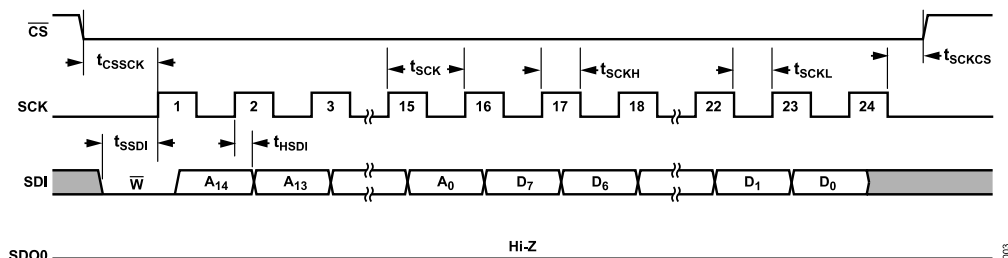 CS
tCSSCK
tSCK
tSCKH
tSCKL
tSCKCS
SCK
1 2 3 15 16 17 18 22 23 24
tSSDI
tHSDI
SDI
W A14 A13 A0 D7 D6 D1 D0
Hi-Z
SDO0